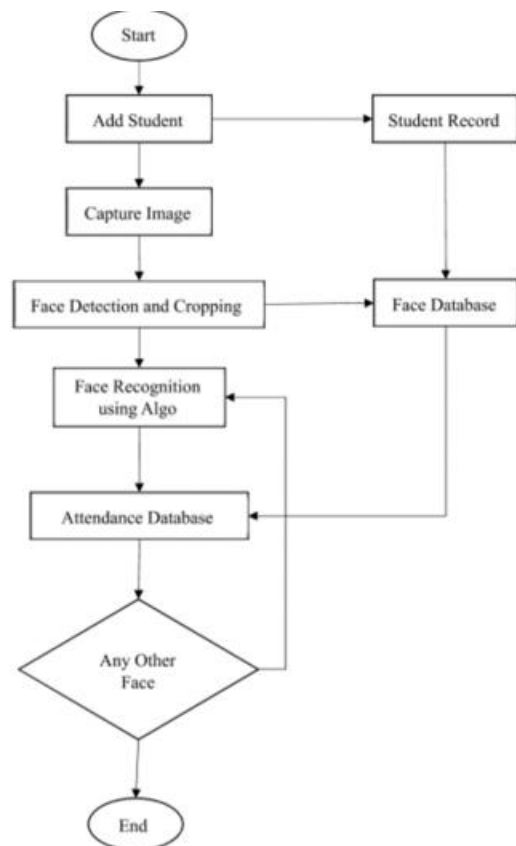 Start
Add Student
Student Record
Capture Image
Face Detection and Cropping
Face Database
Face Recognition
using Algo
Attendance Database
Any Other
Face
End